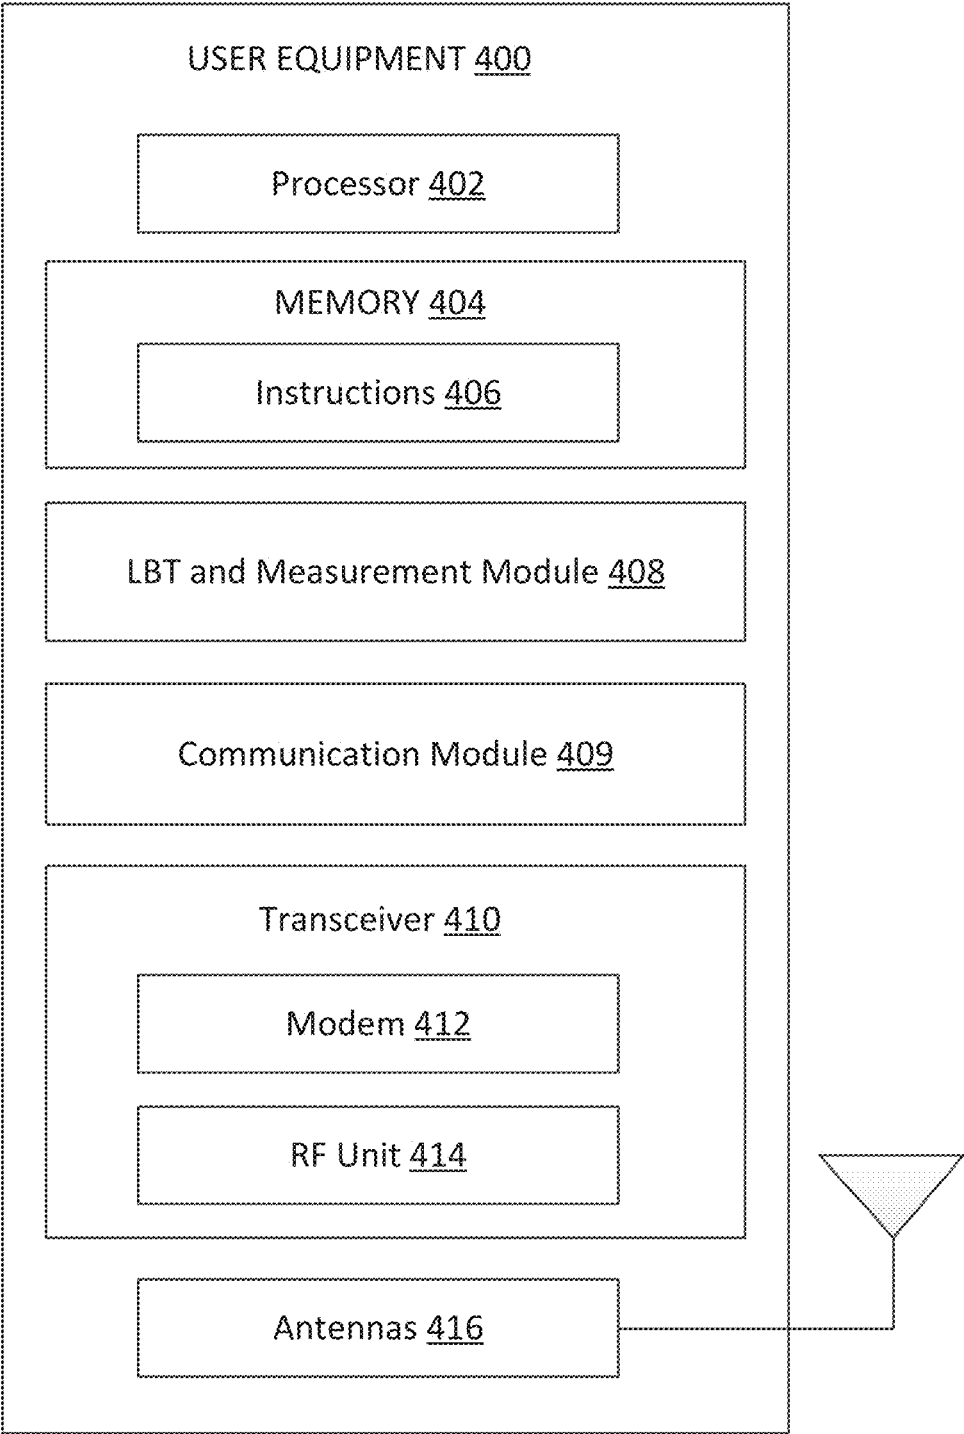 USER EQUIPMENT 400
Processor 402
MEMORY 404
Instructions 406
LBT and Measurement Module 408
Communication Module 409
Transceiver 410
Modem 412
RF Unit 414
Antennas 416